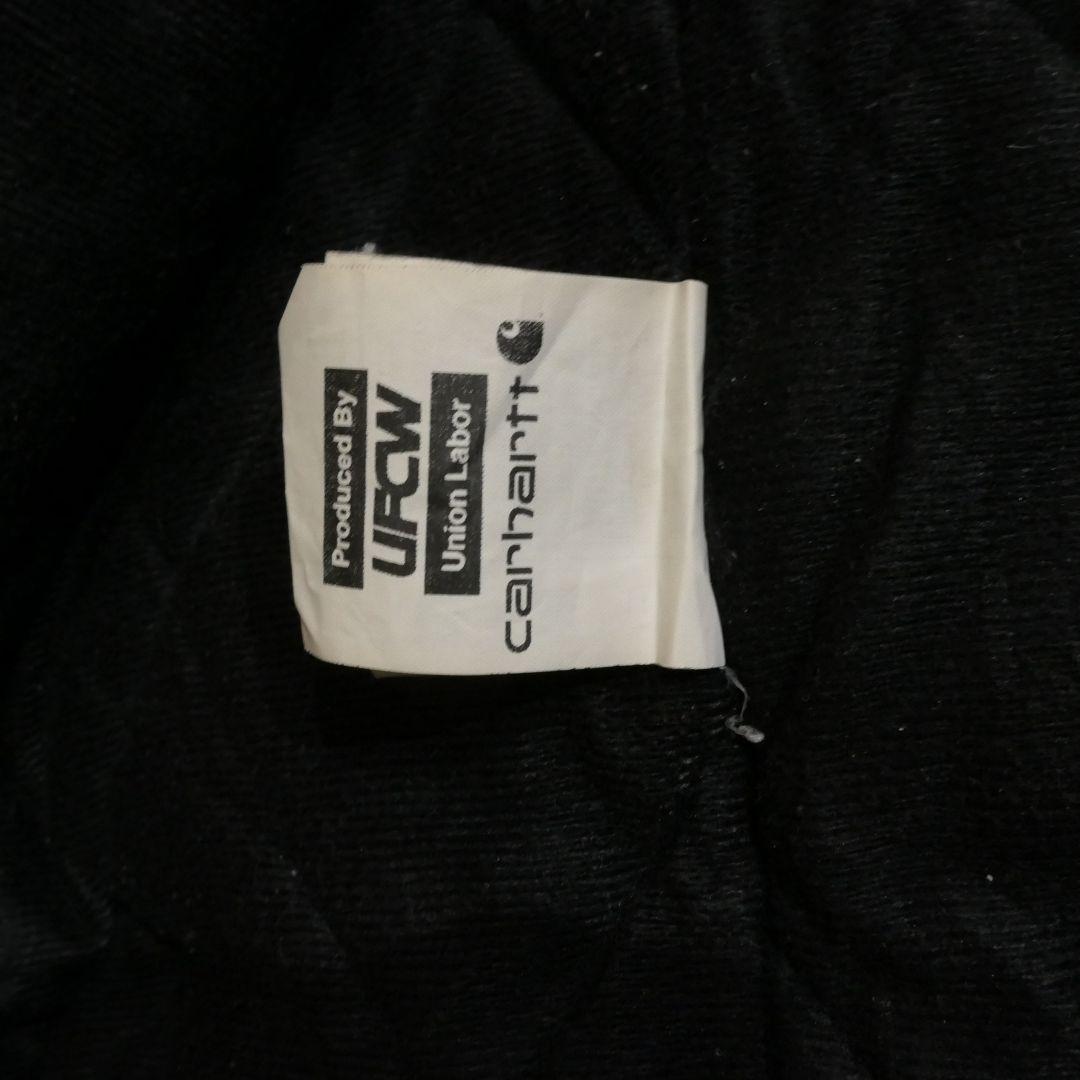 Produced By
UFCW
Union Labor
carhartt